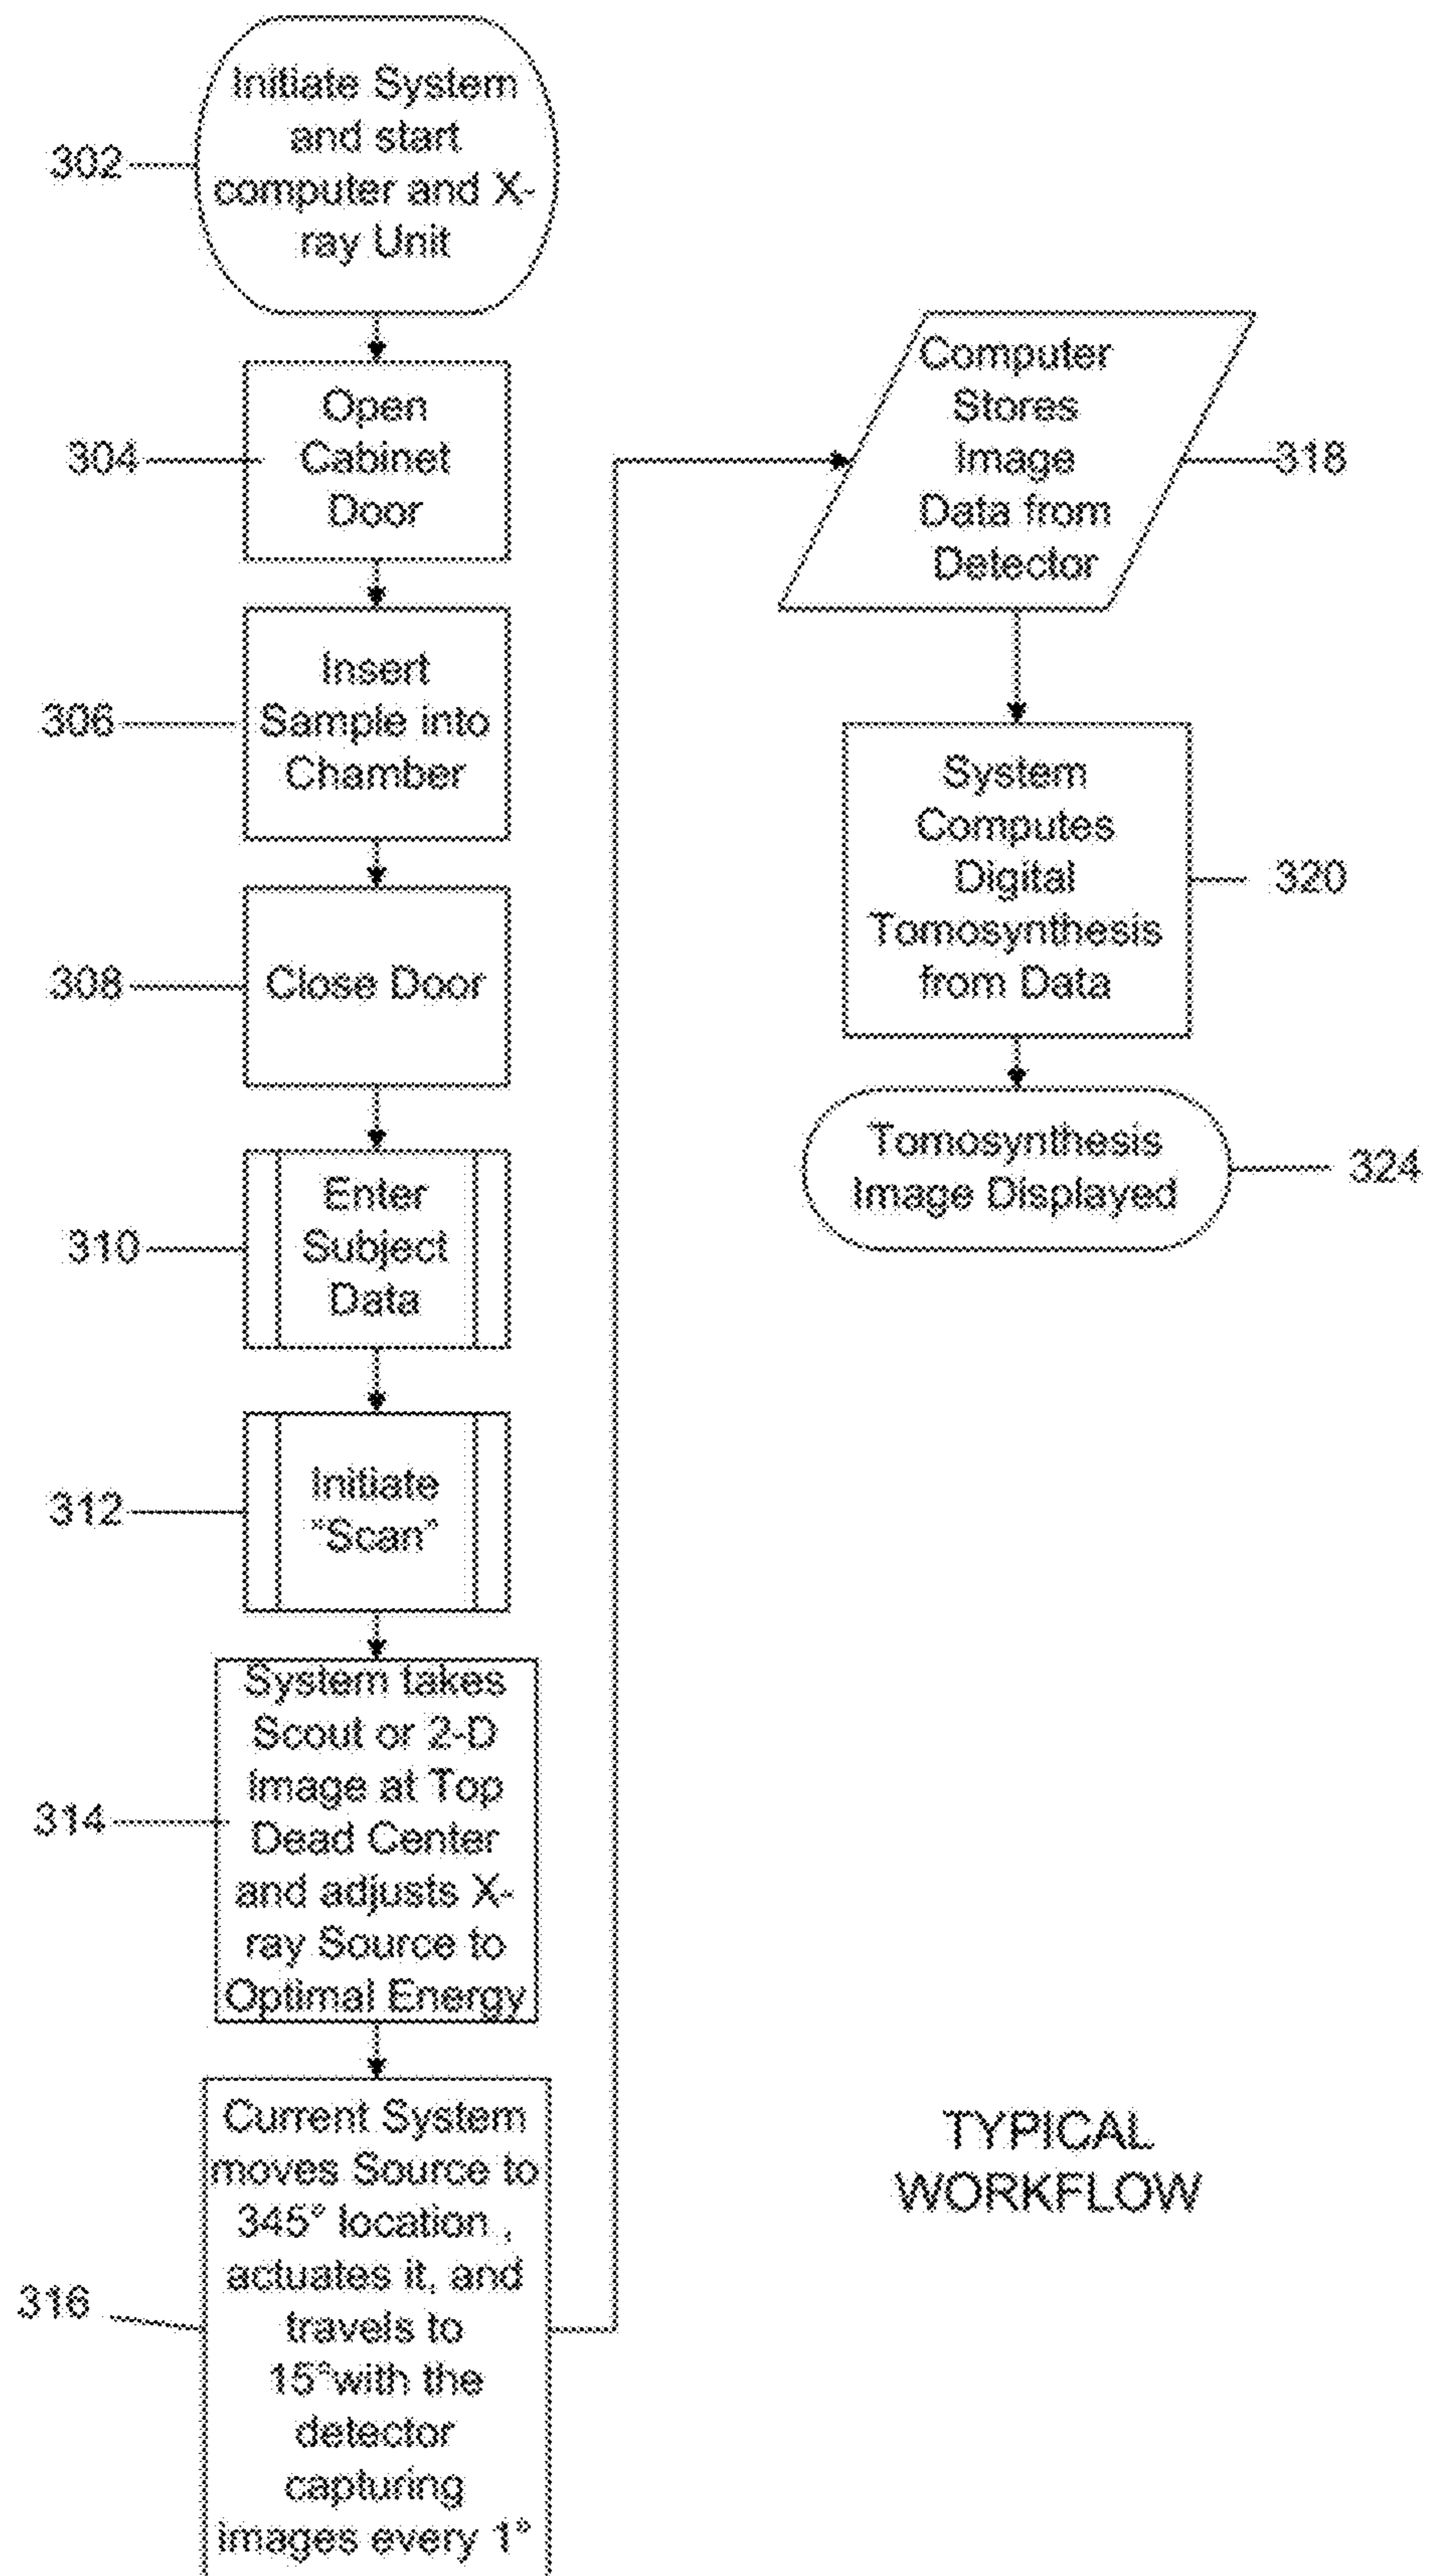 302
Initiate System
and start
computer and X-
ray Unit
304
Open
Cabinet
Door
306
Insert
Sample into
Chamber
308
Close Door
310
Enter
Subject
Data
312
Initiate
“Scan”
314
System takes
Scout or 2-D
image at Top
Dead Center
and adjusts X-
ray Source to
Optimal Energy
316
Current System
moves Source to
345° location ,
actuates it, and
travels to
15°with the
detector
capturing
images every 1°
Computer
Stores
Image
Data from
Detector
318
System
Computes
Digital
Tomosynthesis
from Data
320
Tomosynthesis
Image Displayed
324
TYPICAL
WORKFLOW